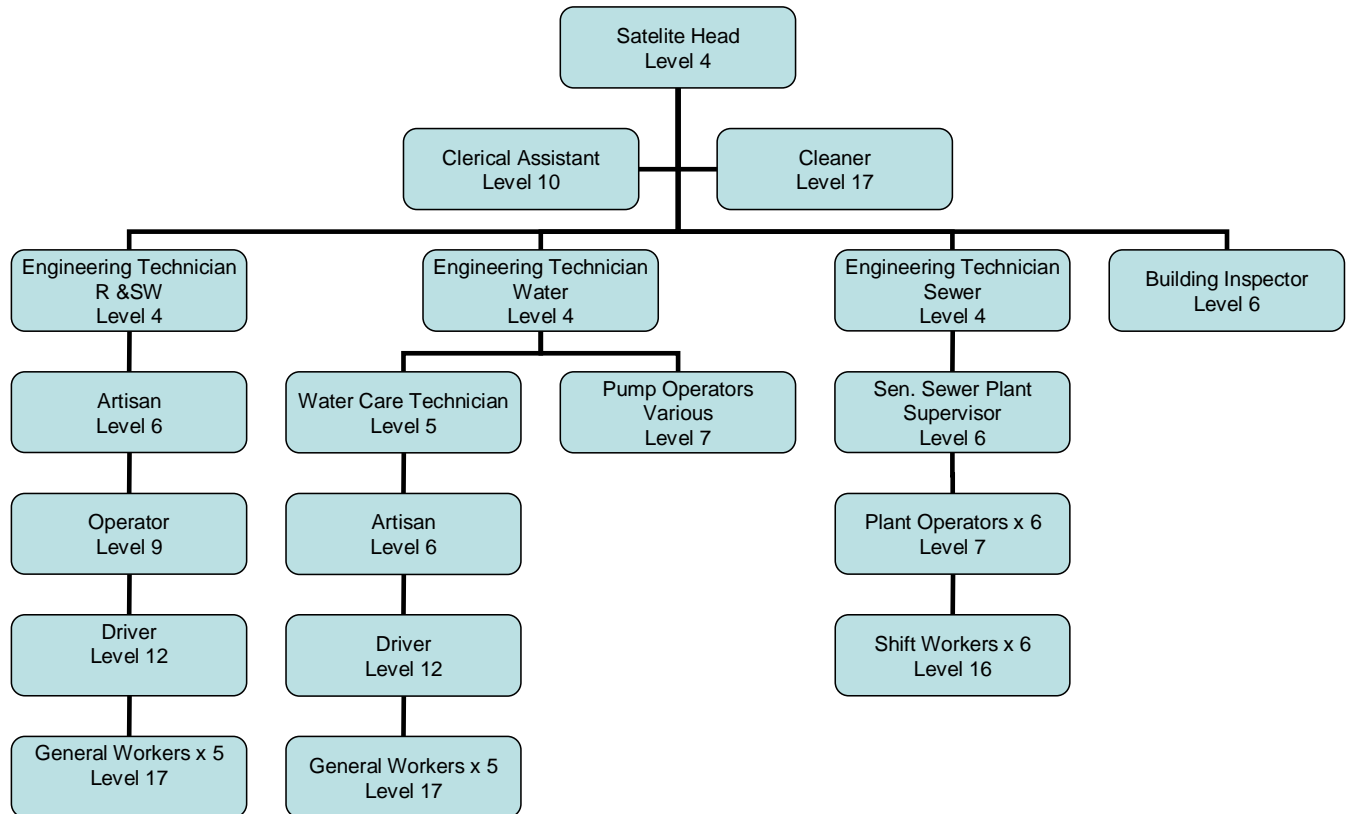 Satelite Head
Level 4
Clerical Assistant
Level 10
Cleaner
Level 17
Engineering Technician
R &SW
Level 4
Engineering Technician
Water
Level 4
Engineering Technician
Sewer
Level 4
Building Inspector
Level 6
Artisan
Level 6
Water Care Technician
Level 5
Pump Operators
Various
Level 7
Sen. Sewer Plant
Supervisor
Level 6
Operator
Level 9
Artisan
Level 6
Plant Operators x 6
Level 7
Driver
Level 12
Driver
Level 12
Shift Workers x 6
Level 16
General Workers x 5
Level 17
General Workers x 5
Level 17